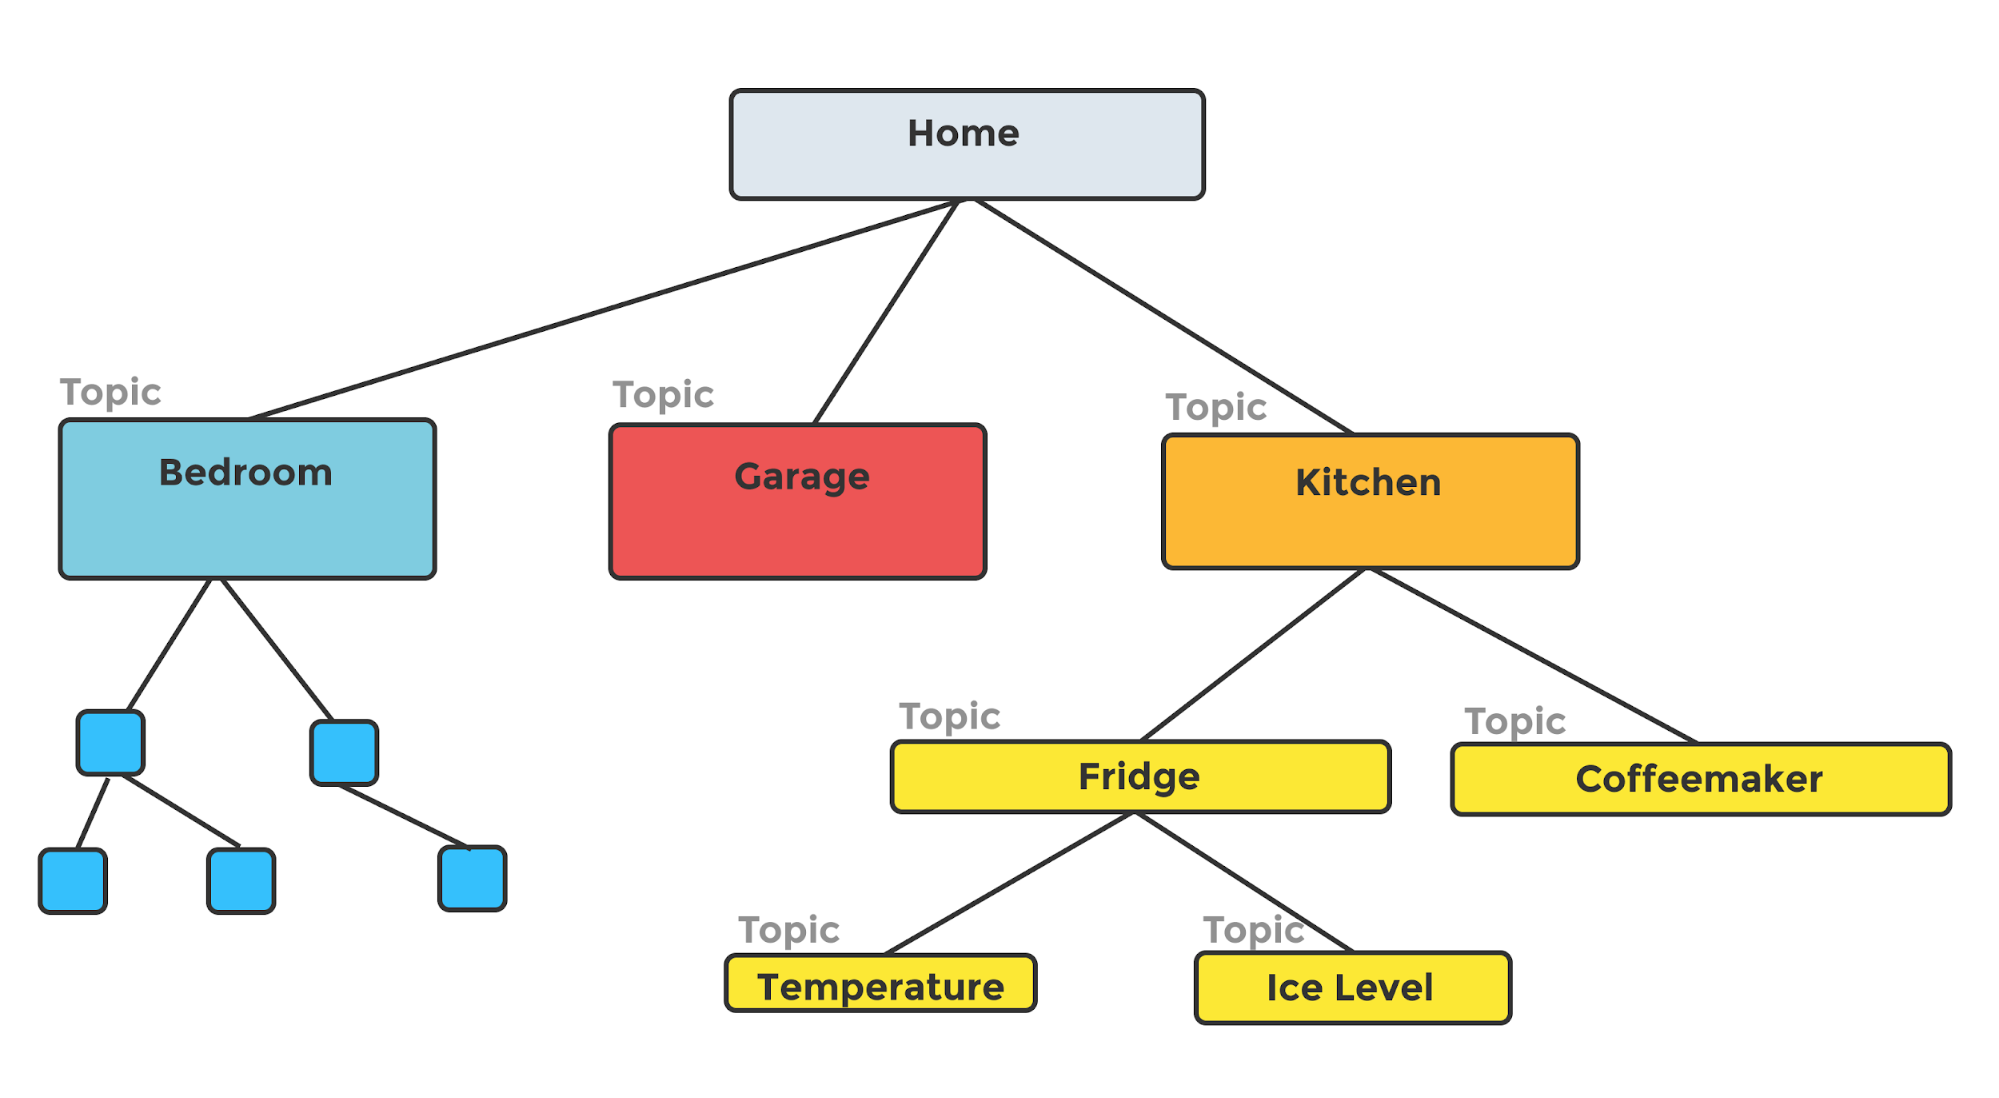 Home
Topic
Bedroom
Topic
Garage
Topic
Kitchen
Topic
Fridge
Topic
Coffeemaker
Topic
Temperature
Topic
Ice Level